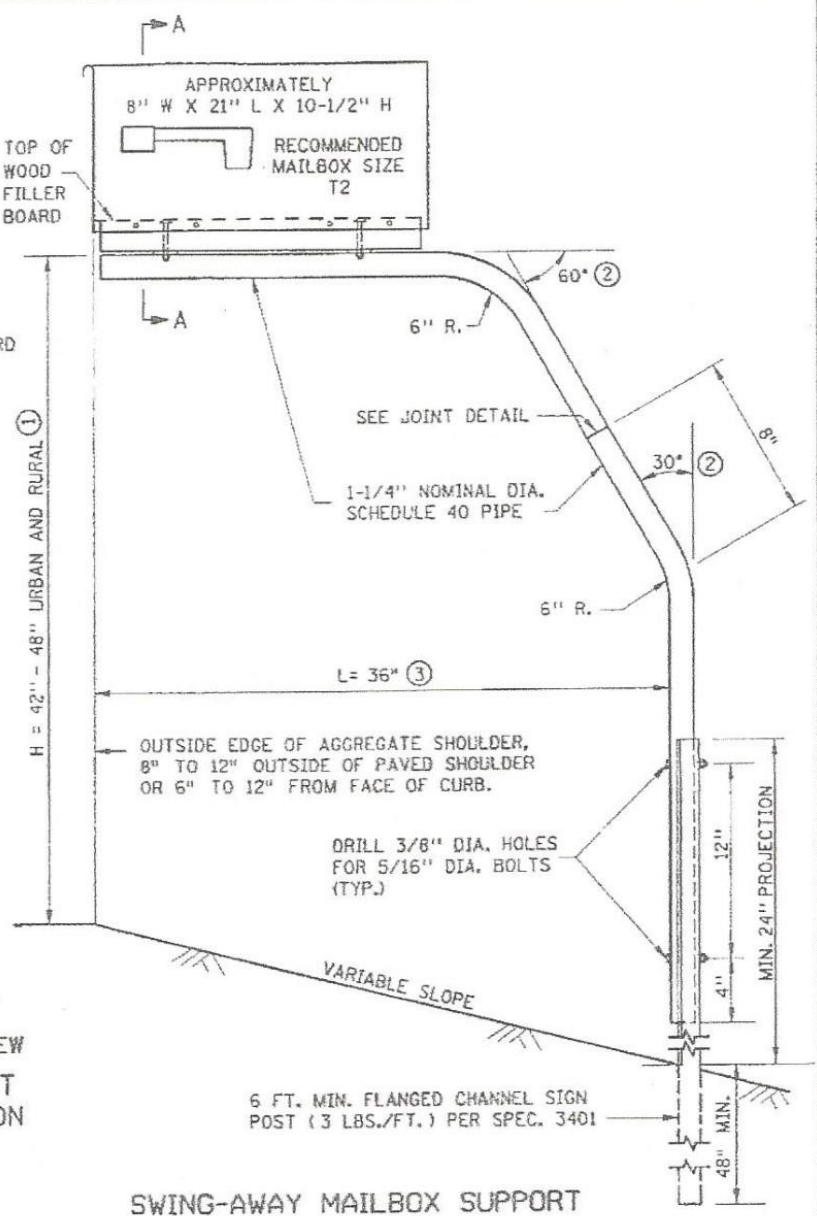 A
APPROXIMATELY
8" W X 21" L X 10-1/2" H
RECOMMENDED
MAILBOX SIZE
T2
TOP OF
WOOD
FILLER
BOARD
A
60° ②
6" R.
SEE JOINT DETAIL
8"
30° ②
1-1/4" NOMINAL DIA.
SCHEDULE 40 PIPE
H = 42" - 48" URBAN AND RURAL ①
6" R.
L= 36" ③
OUTSIDE EDGE OF AGGREGATE SHOULDER,
8" TO 12" OUTSIDE OF PAVED SHOULDER
OR 6" TO 12" FROM FACE OF CURB.
DRILL 3/8" DIA. HOLES
FOR 5/16" DIA. BOLTS
(TYP.)
12"
MIN. 24" PROJECTION
4"
VARIABLE SLOPE
6 FT. MIN. FLANGED CHANNEL SIGN
POST (3 LBS./FT.) PER SPEC. 3401
48" MIN.
SWING-AWAY MAILBOX SUPPORT